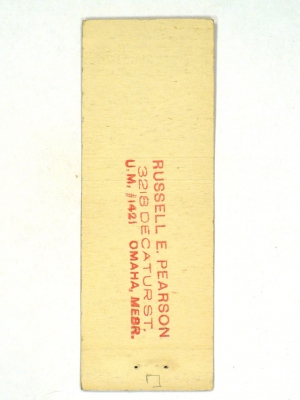 RUSSELL E. PEARSON
3218 DECATUR ST.
U.M. #1421 OMAHA, NEBR.